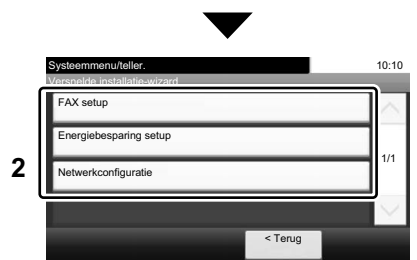 Systeemmenu/teller.
10:10
Verspelde installatie-wizard
FAX setup
Energiebesparing setup
1/1
2
Netwerkconfiguratie
< Terug